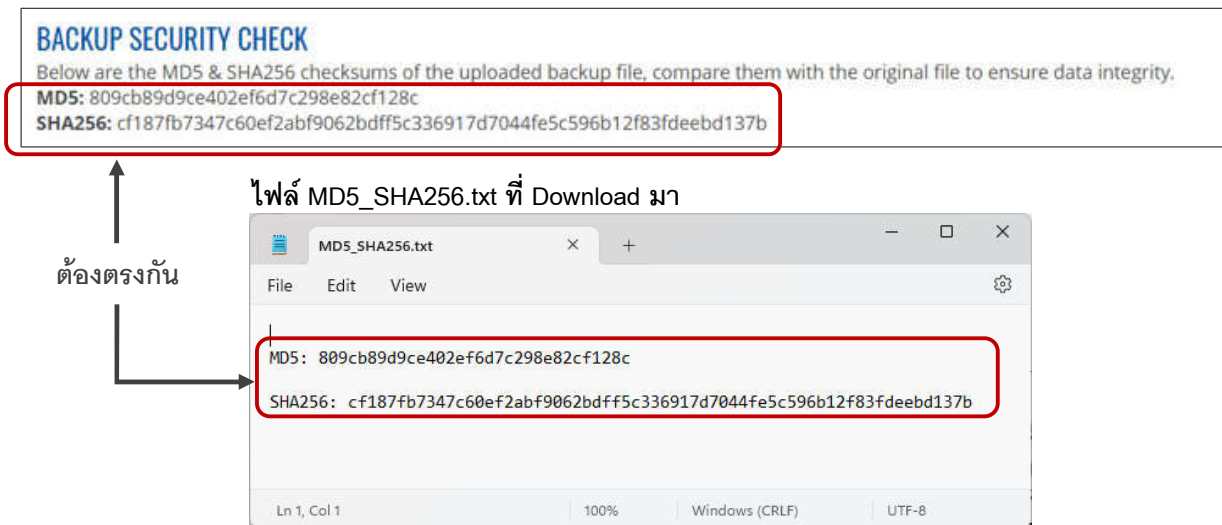 BACKUP SECURITY CHECK
Below are the MD5 & SHA256 checksums of the uploaded backup file, compare them with the original file to ensure data integrity.
MD5: 809cb89d9ce402ef6d7c298e82cf128c
SHA256: cf187fb7347c60ef2abf9062bdff5c336917d7044fe5c596b12f83fdeebd137b
ไฟล์ MD5_SHA256.txt ที่ Download มา
MD5_SHA256.txt
ต้องตรงกัน
File Edit View
MD5: 809cb89d9ce402ef6d7c298e82cf128c
SHA256: cf187fb7347c60ef2abf9062bdff5c336917d7044fe5c596b12f83fdeebd137b
Ln 1, Col 1 100% Windows (CRLF) UTF-8